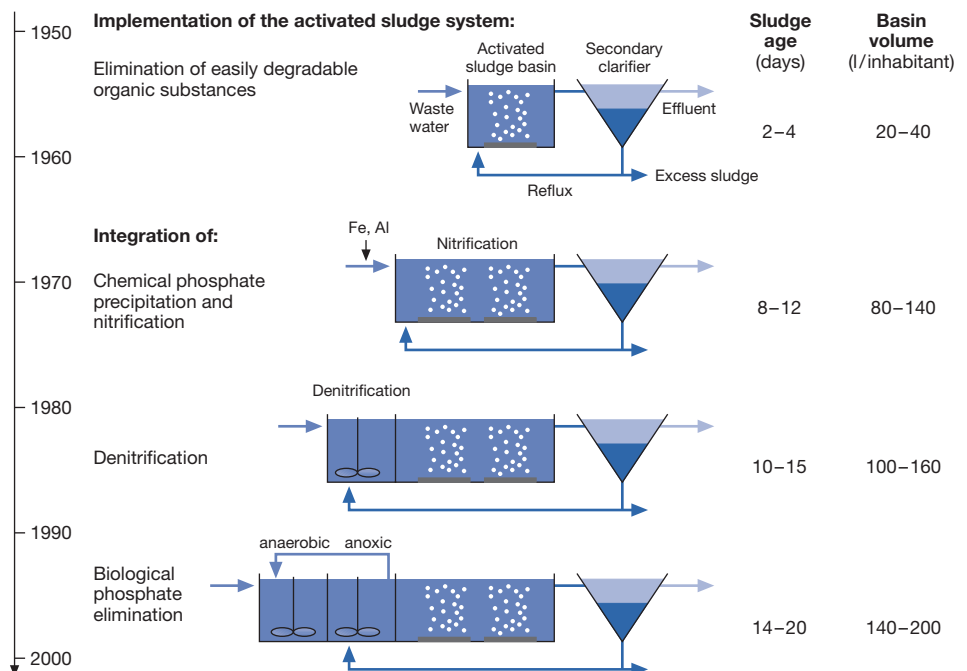 1950
Implementation of the activated sludge system:
Sludge
age
(days)
Basin
volume
(l/inhabitant)
Elimination of easily degradable
organic substances
Activated
sludge basin
Secondary
clarifier
Waste
water
Effluent
2–4
20–40
1960
Excess sludge
Reflux
Integration of:
Fe, Al
Nitrification
1970
Chemical phosphate
precipitation and
nitrification
8–12
80–140
1980
Denitrification
Denitrification
10–15
100–160
1990
anaerobic
anoxic
Biological
phosphate
elimination
14–20
140–200
2000